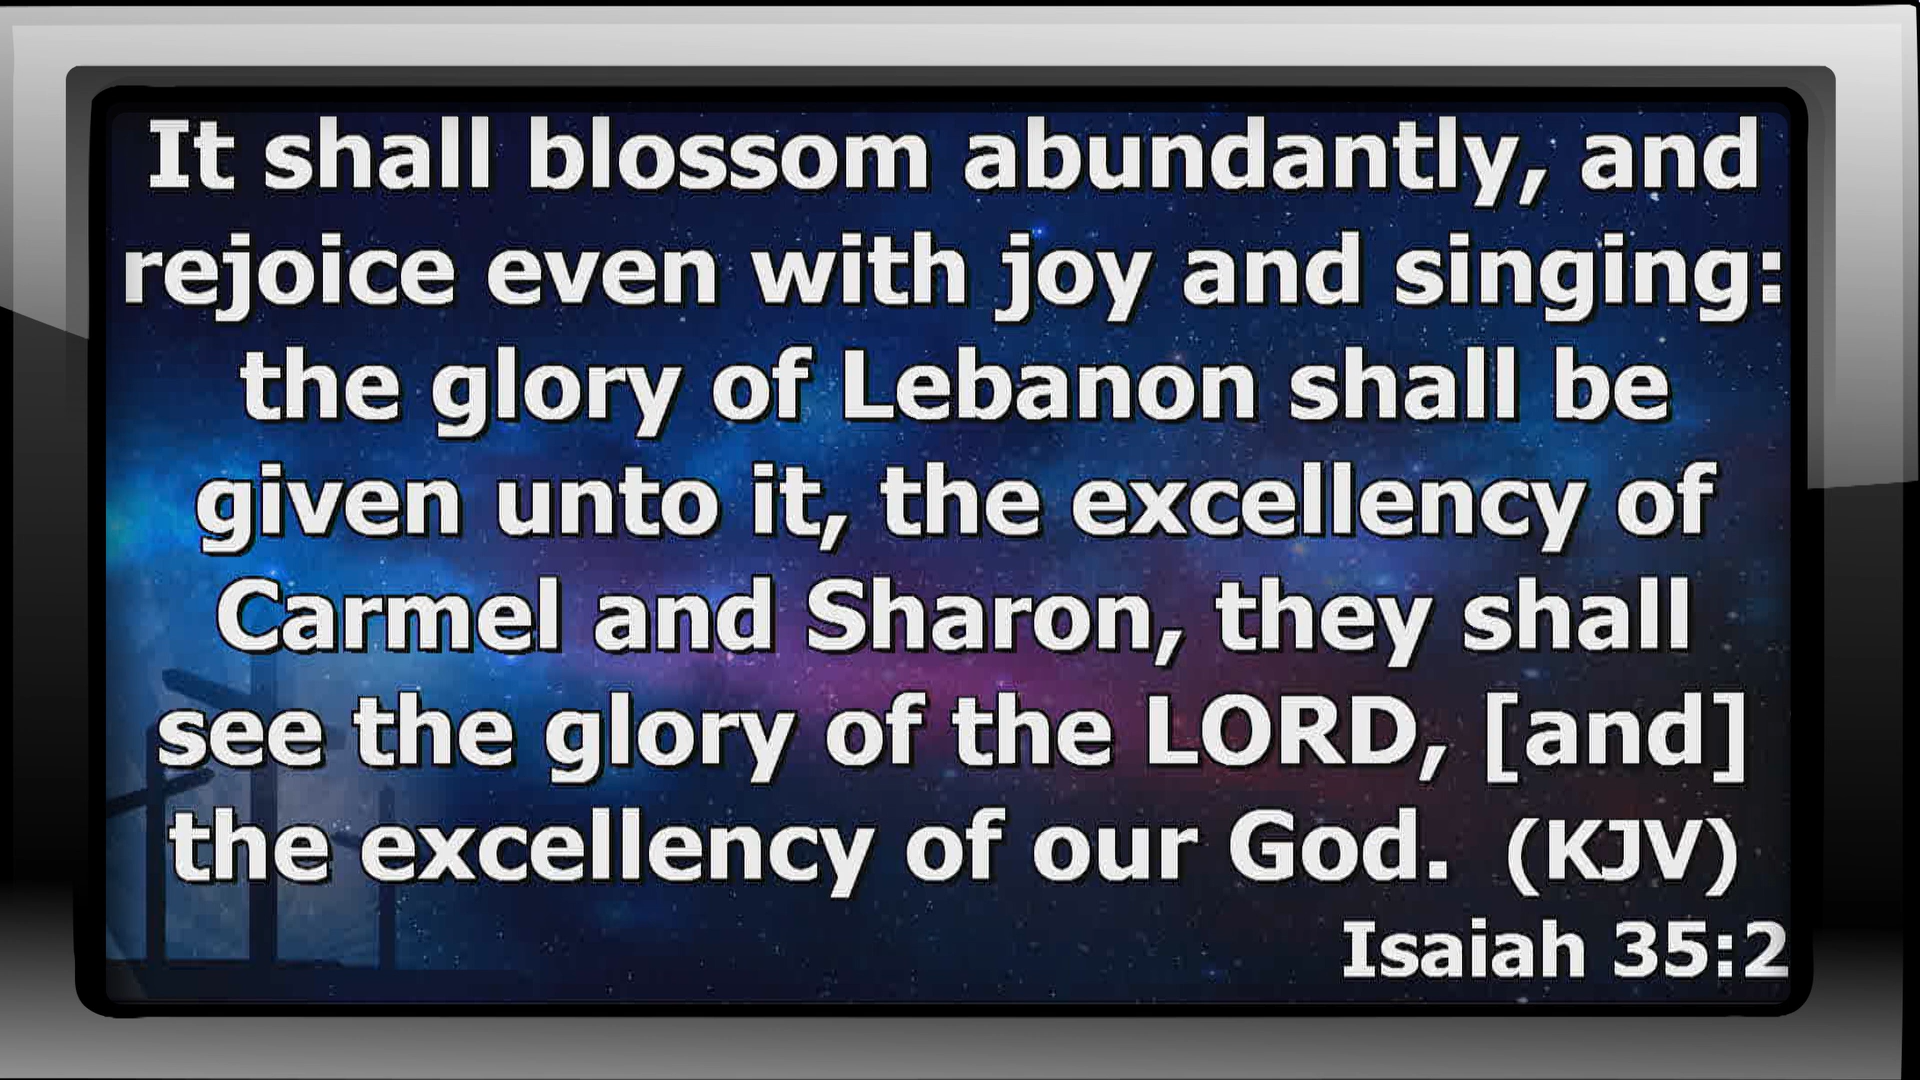 It shall blossom abundantly, and
rejoice even with joy and singing:
the glory of Lebanon shall be
given unto it, the excellency of
Carmel and Sharon, they shall
see the glory of the LORD, [and]
the excellency of our God. (KJV)
Isaiah 35:2